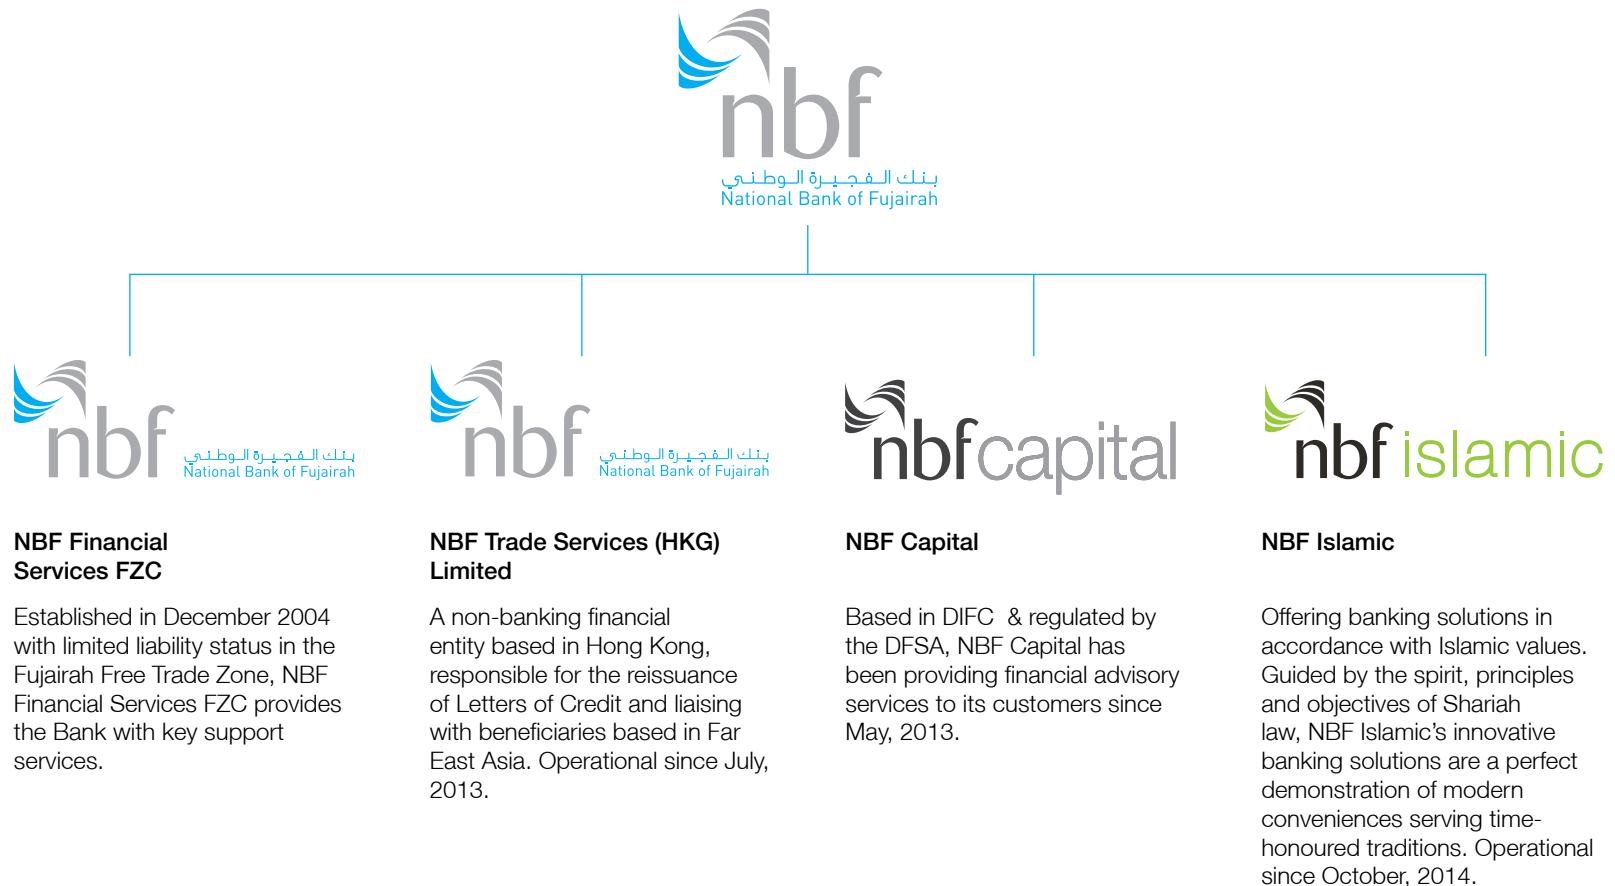 nbf
بنك الفجيرة الوطني
National Bank of Fujairah
nbf
بنك الفجيرة الوطني
National Bank of Fujairah
NBF Financial
Services FZC
Established in December 2004
with limited liability status in the
Fujairah Free Trade Zone, NBF
Financial Services FZC provides
the Bank with key support
services.
nbf
بنك الفجيرة الوطني
National Bank of Fujairah
NBF Trade Services (HKG)
Limited
A non-banking financial
entity based in Hong Kong,
responsible for the reissuance
of Letters of Credit and liaising
with beneficiaries based in Far
East Asia. Operational since July,
2013.
nbfcapital
NBF Capital
Based in DIFC  & regulated by
the DFSA, NBF Capital has
been providing financial advisory
services to its customers since
May, 2013.
nbf islamic
NBF Islamic
Offering banking solutions in
accordance with Islamic values.
Guided by the spirit, principles
and objectives of Shariah
law, NBF Islamic’s innovative
banking solutions are a perfect
demonstration of modern
conveniences serving time-
honoured traditions. Operational
since October, 2014.